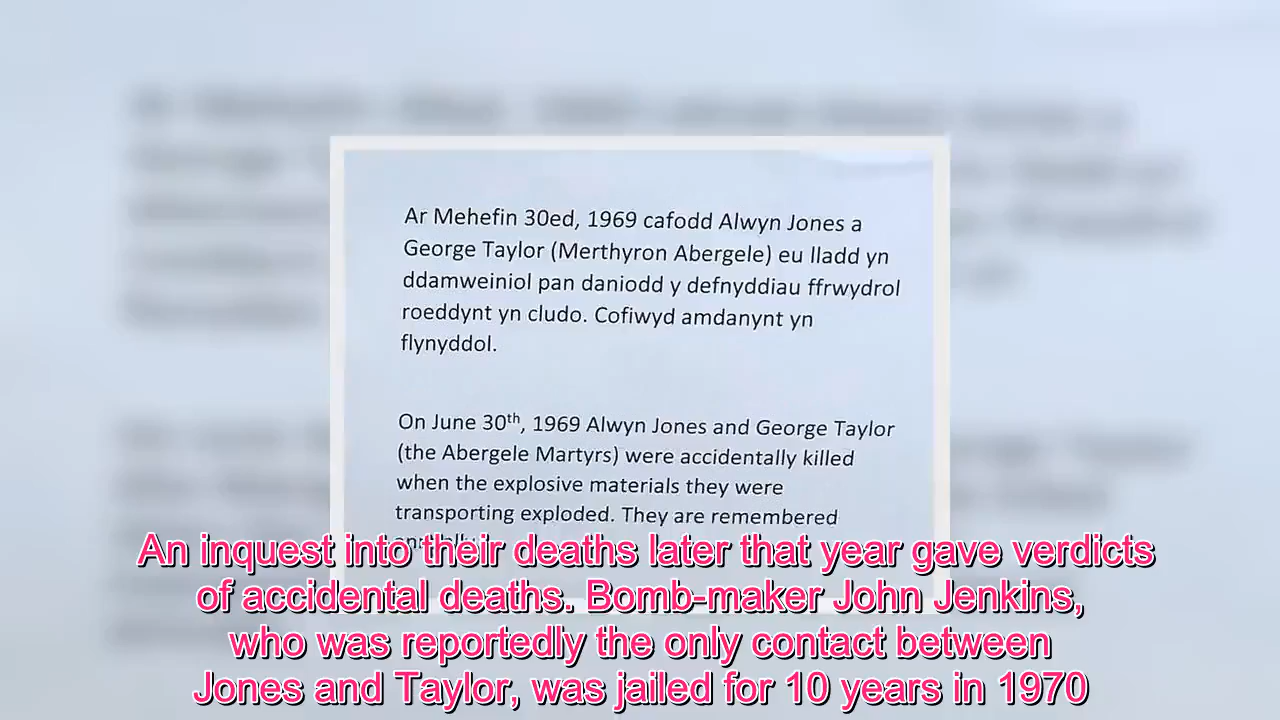 Ar Mehefin 30ed, 1969 cafodd Alwyn Jones a
George Taylor (Merthyron Abergele) eu lladd yn
ddamweiniol pan daniodd y defnyddiau ffrwydrol
roeddynt yn cludo. Cofiwyd amdanynt yn
flynyddol.
On June 30th, 1969 Alwyn Jones and George Taylor
(the Abergele Martyrs) were accidentally killed
when the explosive materials they were
transporting exploded. They are remembered
An inquest into their deaths later that year gave verdicts
of accidental deaths. Bomb-maker John Jenkins,
who was reportedly the only contact between
Jones and Taylor, was jailed for 10 years in 1970